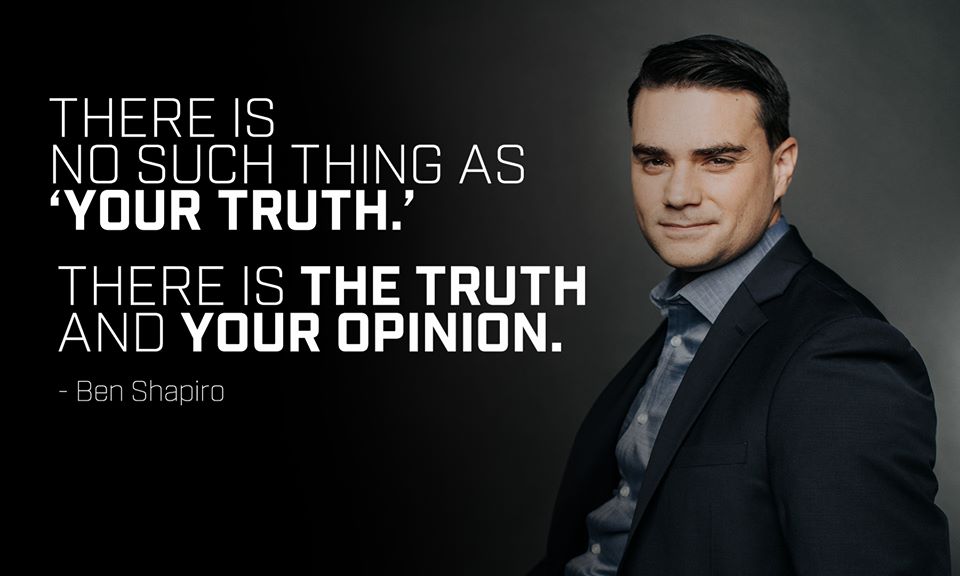 THERE IS
NO SUCH THING AS
‘YOUR TRUTH.’
THERE IS THE TRUTH
AND YOUR OPINION.
- Ben Shapiro